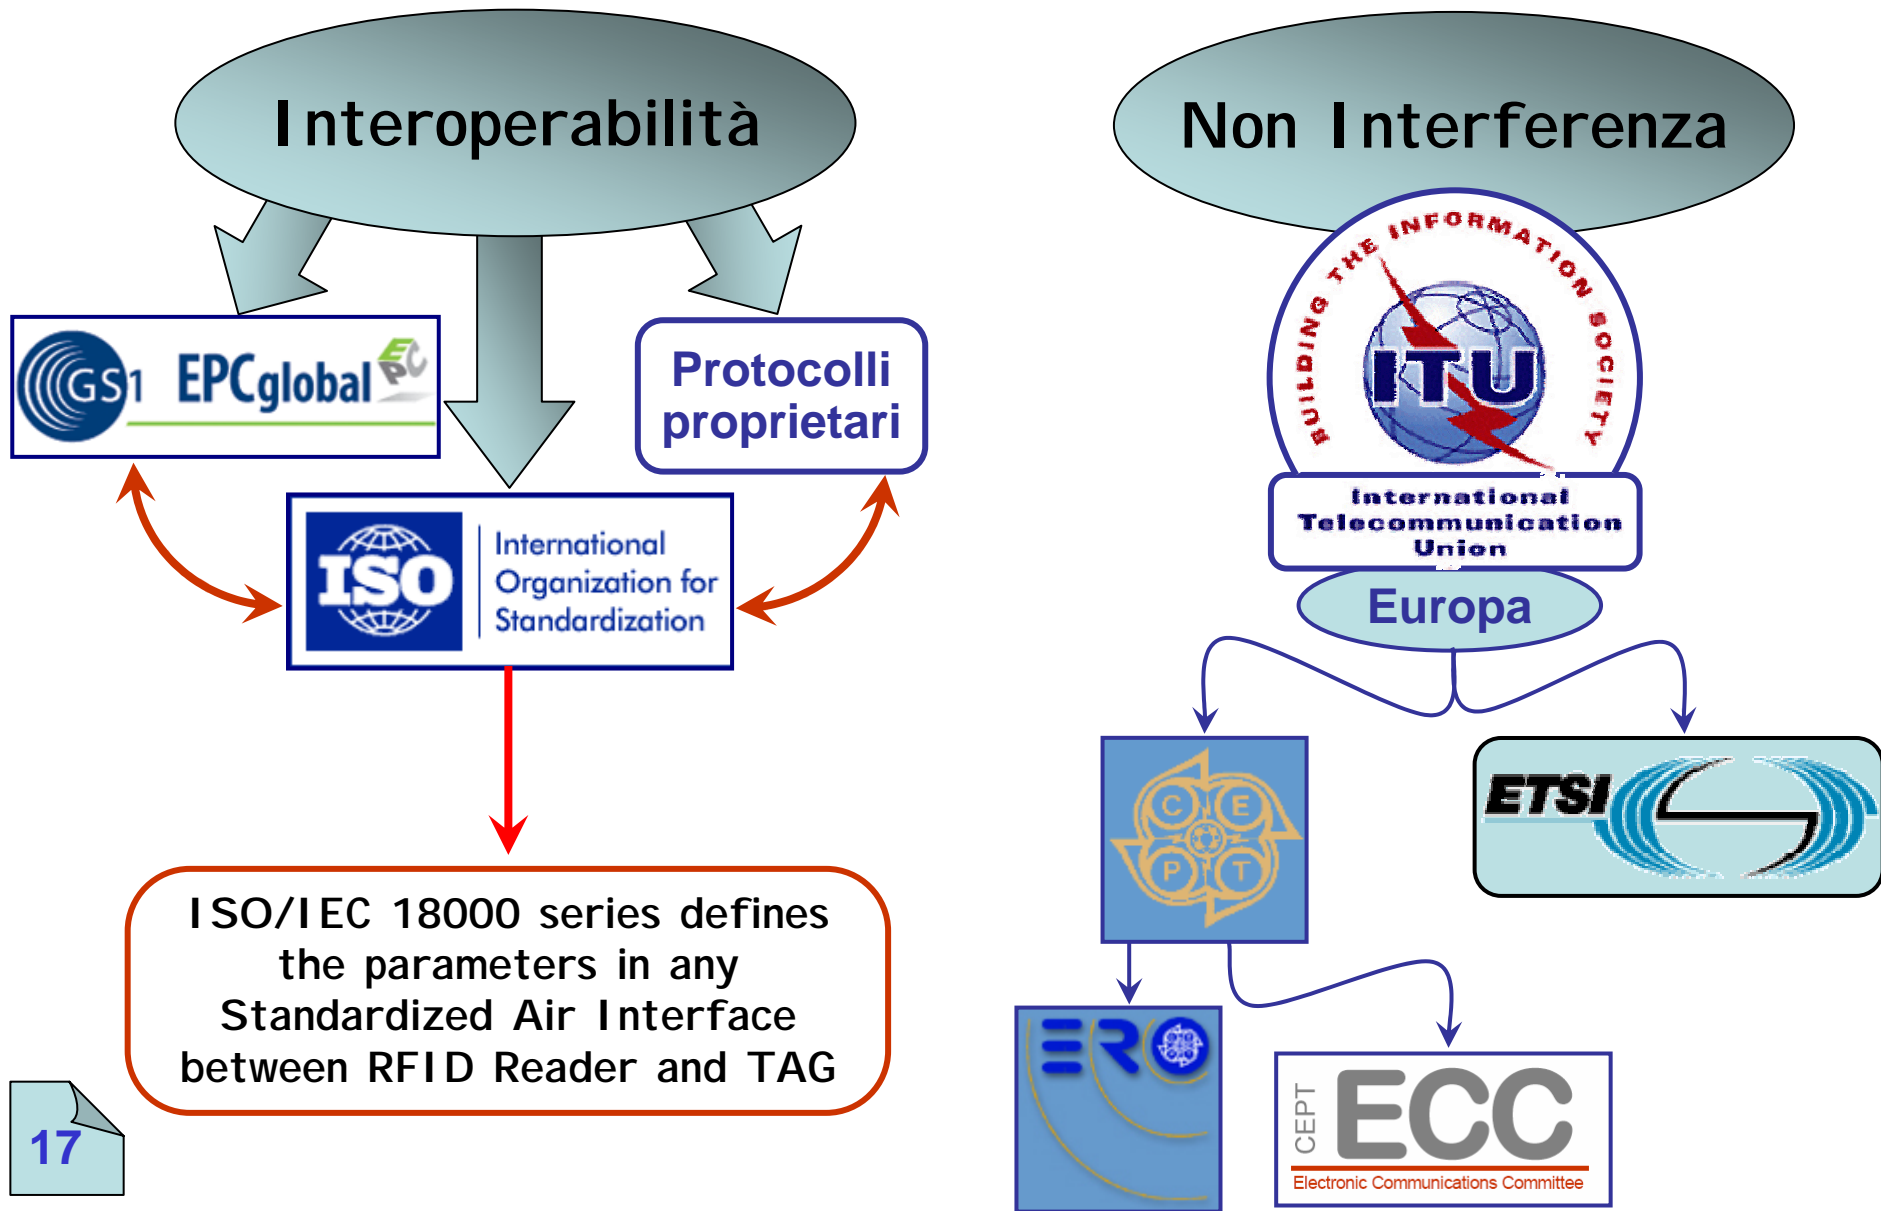 Interoperabilità
GS1 EPCglobal
EPC
Protocolli
proprietari
ISO
International
Organization for
Standardization
ISO/IEC 18000 series defines
the parameters in any
Standardized Air Interface
between RFID Reader and TAG
17
Non Interferenza
BUILDING THE INFORMATION SOCIETY
ITU
International
Telecommunication
Union
Europa
C E
P T
ETSI
ERO
CEPT
ECC
Electronic Communications Committee